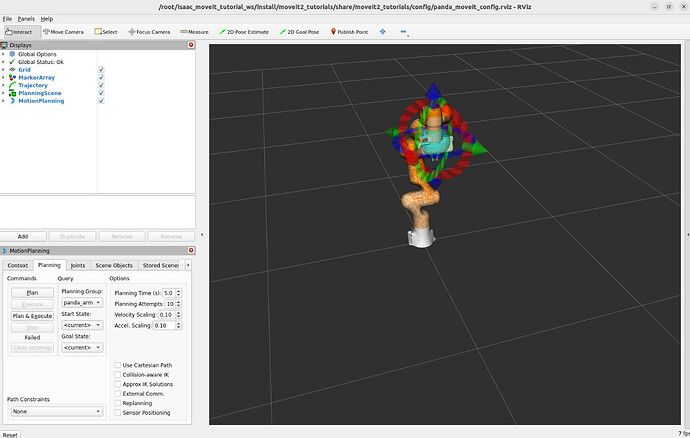 /root/isaac_moveit_tutorial_ws/install/moveit2_tutorials/share/moveit2_tutorials/config/panda_moveit_config.rviz - RViz
File Panels Help
Interact Move Camera Select Focus Camera Measure 2D Pose Estimate 2D Goal Pose Publish Point
Displays
Global Options
Global Status: Ok
Grid
MarkerArray
Trajectory
PlanningScene
MotionPlanning
Add Duplicate Remove Rename
MotionPlanning
Context Planning Joints Scene Objects Stored Scenes
Commands Query Options
Plan
Execute
Plan & Execute
Stop
Failed
Clear octomap
Planning Group:
panda_arm
Start State:
<current>
Goal State:
<current>
Planning Time (s): 5.0
Planning Attempts: 10
Velocity Scaling: 0.10
Accel. Scaling: 0.10
Use Cartesian Path
Collision-aware IK
Approx IK Solutions
External Comm.
Replanning
Sensor Positioning
Path Constraints
None
Reset
7 fps